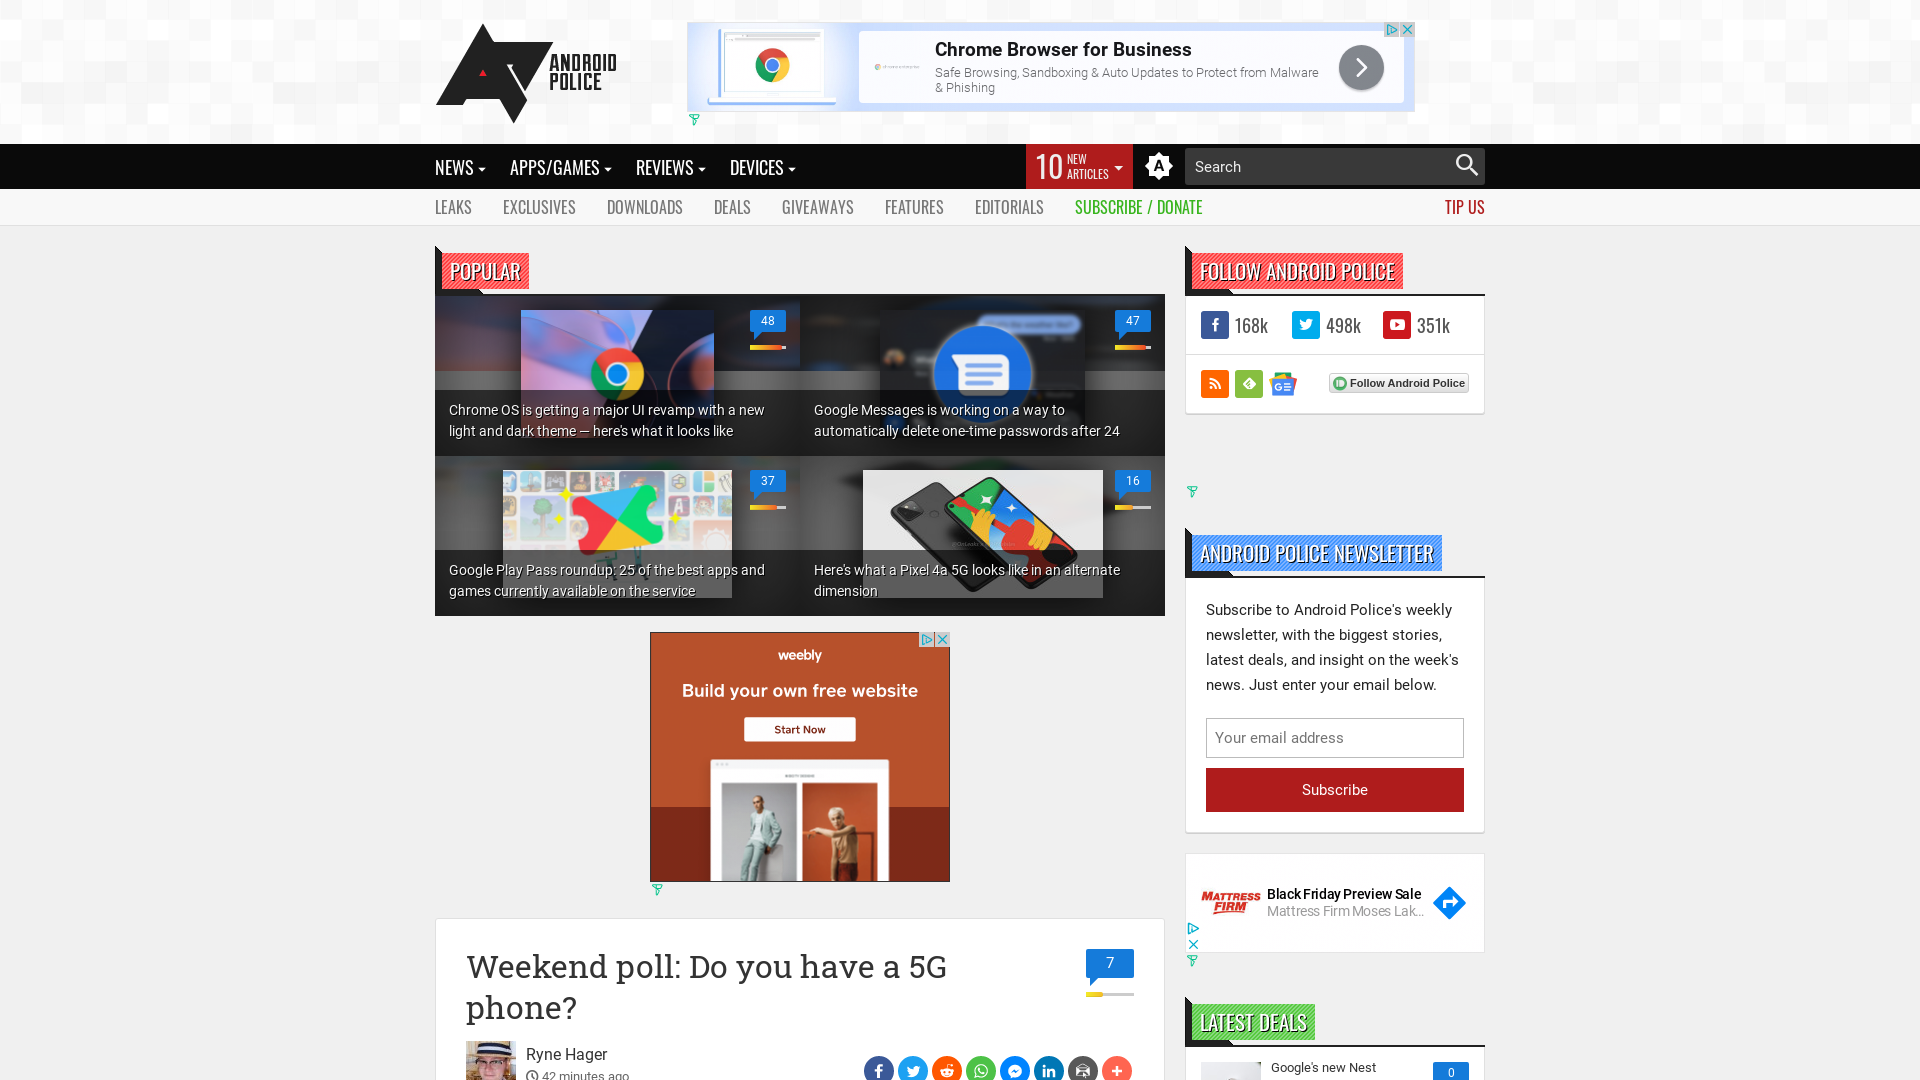 ANDROID
POLICE
Chrome Browser for Business
Safe Browsing, Sandboxing & Auto Updates to Protect from Malware
& Phishing
NEWS
APPS/GAMES
REVIEWS
DEVICES
10 NEW
ARTICLES
A
Search
LEAKS
EXCLUSIVES
DOWNLOADS
DEALS
GIVEAWAYS
FEATURES
EDITORIALS
SUBSCRIBE / DONATE
TIP US
POPULAR
48
Chrome OS is getting a major UI revamp with a new
light and dark theme — here's what it looks like
47
Google Messages is working on a way to
automatically delete one-time passwords after 24
37
Google Play Pass roundup: 25 of the best apps and
games currently available on the service
16
Here's what a Pixel 4a 5G looks like in an alternate
dimension
weebly
Build your own free website
Start Now
Weekend poll: Do you have a 5G
phone?
7
Ryne Hager
42 minutes ago
FOLLOW ANDROID POLICE
168k
498k
351k
Follow Android Police
ANDROID POLICE NEWSLETTER
Subscribe to Android Police's weekly
newsletter, with the biggest stories,
latest deals, and insight on the week's
news. Just enter your email below.
Your email address
Subscribe
MATTRESS
FIRM
Black Friday Preview Sale
Mattress Firm Moses Lak...
LATEST DEALS
Google's new Nest
0